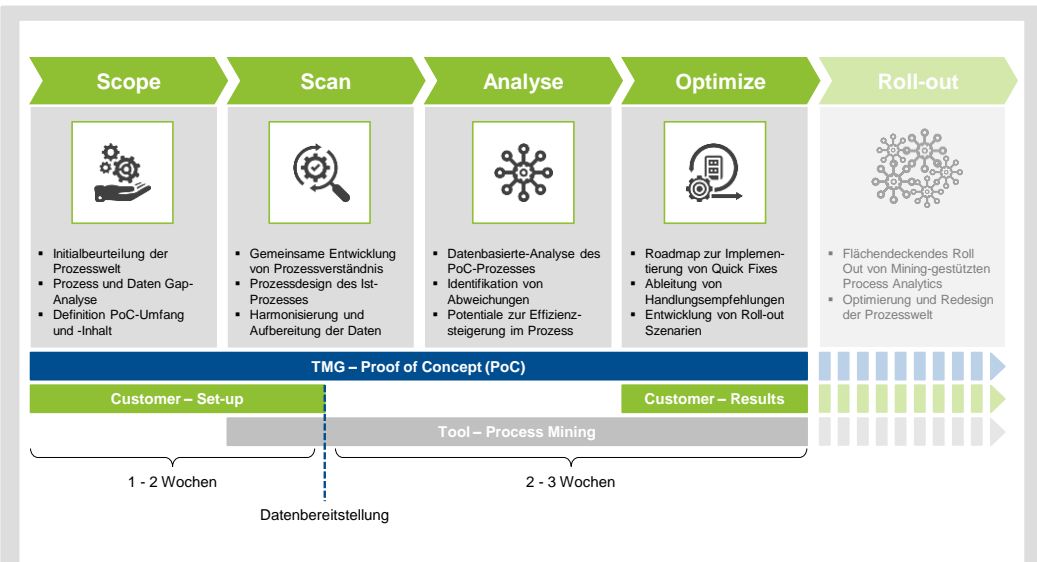 Scope
Scan
Analyse
Optimize
Roll-out
▪ Initialbeurteilung der
Prozesswelt
▪ Prozess und Daten Gap-
Analyse
▪ Definition PoC-Umfang
und -Inhalt
▪ Gemeinsame Entwicklung
von Prozessverständnis
▪ Prozessdesign des Ist-
Prozesses
▪ Harmonisierung und
Aufbereitung der Daten
▪ Datenbasierte-Analyse des
PoC-Prozesses
▪ Identifikation von
Abweichungen
▪ Potentiale zur Effizienz-
steigerung im Prozess
▪ Roadmap zur Implemen-
tierung von Quick Fixes
▪ Ableitung von
Handlungsempfehlungen
▪ Entwicklung von Roll-out
Szenarien
▪ Flächendeckendes Roll
Out von Mining-gestützten
Process Analytics
▪ Optimierung und Redesign
der Prozesswelt
TMG – Proof of Concept (PoC)
Customer – Set-up
Customer – Results
Tool – Process Mining
1 - 2 Wochen
2 - 3 Wochen
Datenbereitstellung